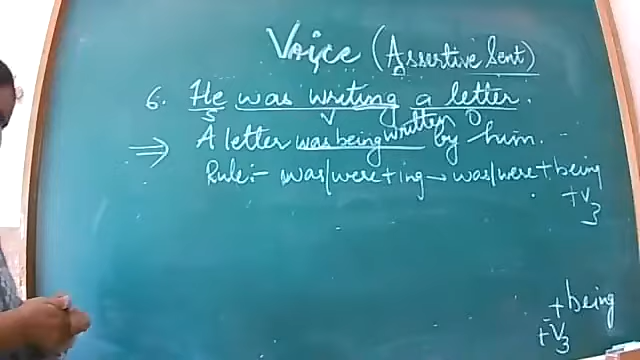 Voice (Assertive Sent)
6. He was writing a letter.
S V O
⇒ A letter was being written by him.
Rule:- was/were + ing → was/were + being
+ V3
+ being
+ V3